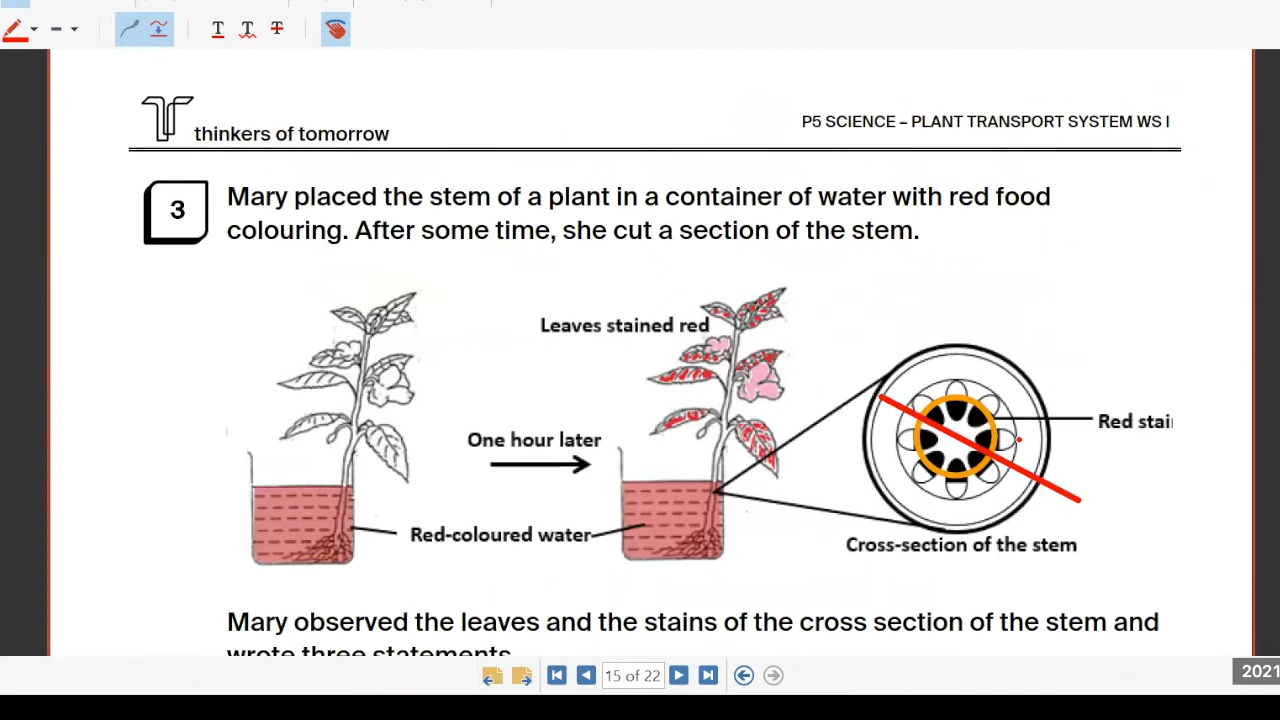 T T T
thinkers of tomorrow
P5 SCIENCE – PLANT TRANSPORT SYSTEM WS I
3
Mary placed the stem of a plant in a container of water with red food
colouring. After some time, she cut a section of the stem.
Leaves stained red
Red stai
One hour later
Red-coloured water
Cross-section of the stem
Mary observed the leaves and the stains of the cross section of the stem and
wrote three statements
15 of 22
2021